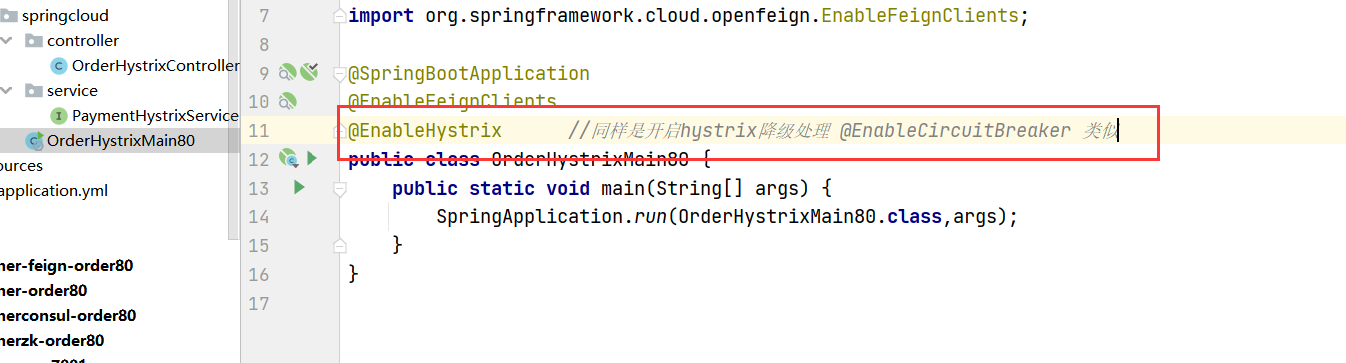 springcloud
controller
OrderHystrixController
service
PaymentHystrixService
OrderHystrixMain80
ources
application.yml
ner-feign-order80
ner-order80
nerconsul-order80
nerzk-order80
7 import org.springframework.cloud.openfeign.EnableFeignClients;
8
9 @SpringBootApplication
10 @EnableFeignClients
11 @EnableHystrix //同样是开启hystrix降级处理 @EnableCircuitBreaker 类似
12 public class OrderHystrixMain80 {
13 public static void main(String[] args) {
14 SpringApplication.run(OrderHystrixMain80.class,args);
15 }
16 }
17